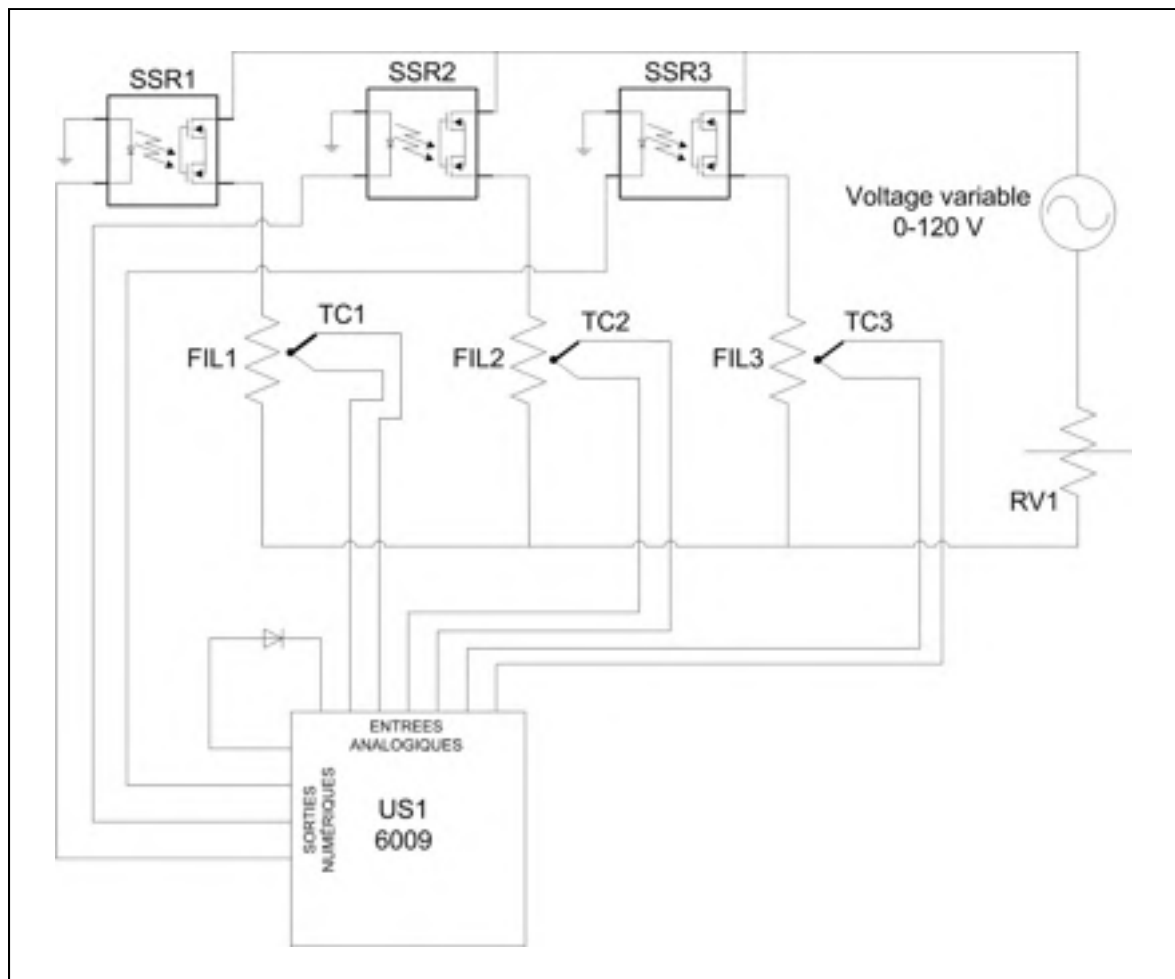 SSR1
SSR2
SSR3
Voltage variable
0-120 V
TC1
TC2
TC3
FIL1
FIL2
FIL3
RV1
ENTREES
ANALOGIQUES
SORTIES
NUMÉRIQUES
US1
6009